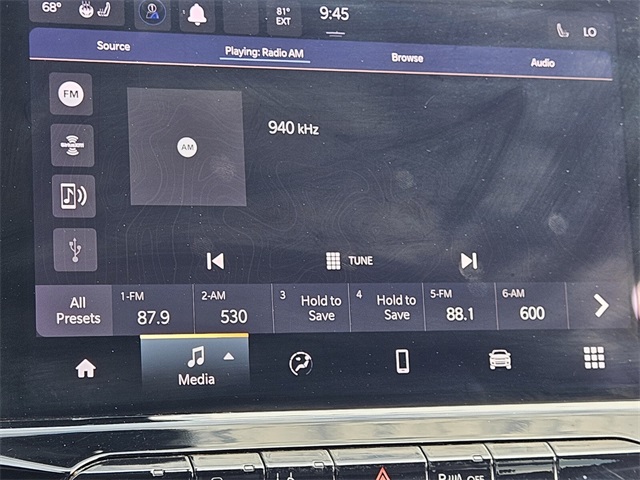 68° 81° EXT 9:45 LO
Source Playing: Radio AM Browse Audio
FM
940 kHz
AM
SiriusXM
TUNE
All Presets
1-FM
87.9
2-AM
530
3 Hold to Save
4 Hold to Save
5-FM
88.1
6-AM
600
Media
P OFF